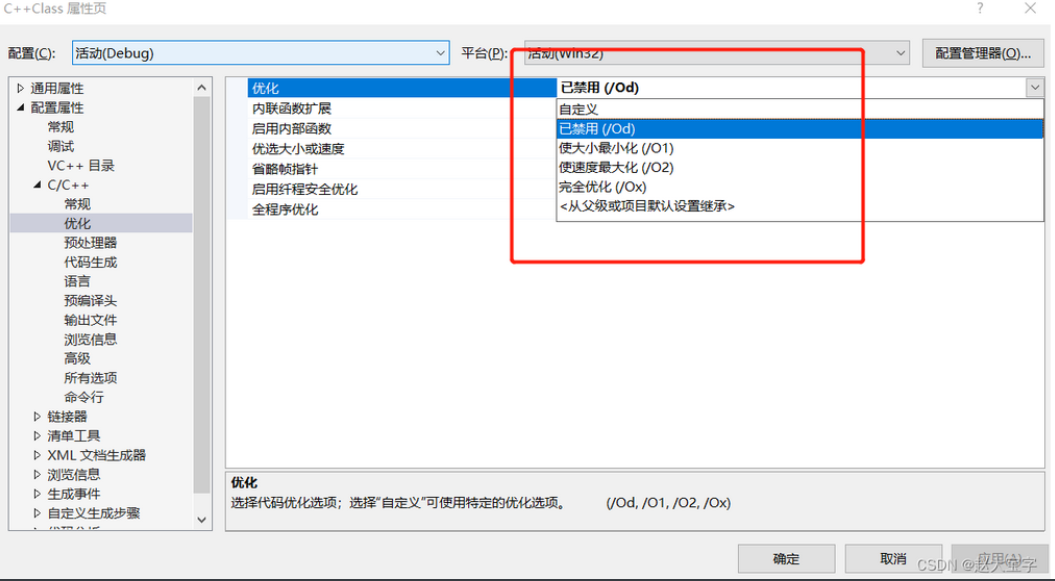 C++Class 属性页
?
配置(C):
活动(Debug)
平台(P):
活动(Win32)
配置管理器(O)...
通用属性
配置属性
常规
调试
VC++ 目录
C/C++
常规
优化
预处理器
代码生成
语言
预编译头
输出文件
浏览信息
高级
所有选项
命令行
链接器
清单工具
XML 文档生成器
浏览信息
生成事件
自定义生成步骤
优化
已禁用 (/Od)
内联函数扩展
启用内部函数
优选大小或速度
省略帧指针
启用纤程安全优化
全程序优化
自定义
已禁用 (/Od)
使大小最小化 (/O1)
使速度最大化 (/O2)
完全优化 (/Ox)
<从父级或项目默认设置继承>
优化
选择代码优化选项；选择“自定义”可使用特定的优化选项。 (/Od, /O1, /O2, /Ox)
确定
取消
应用(A)
CSDN @赵大宝字